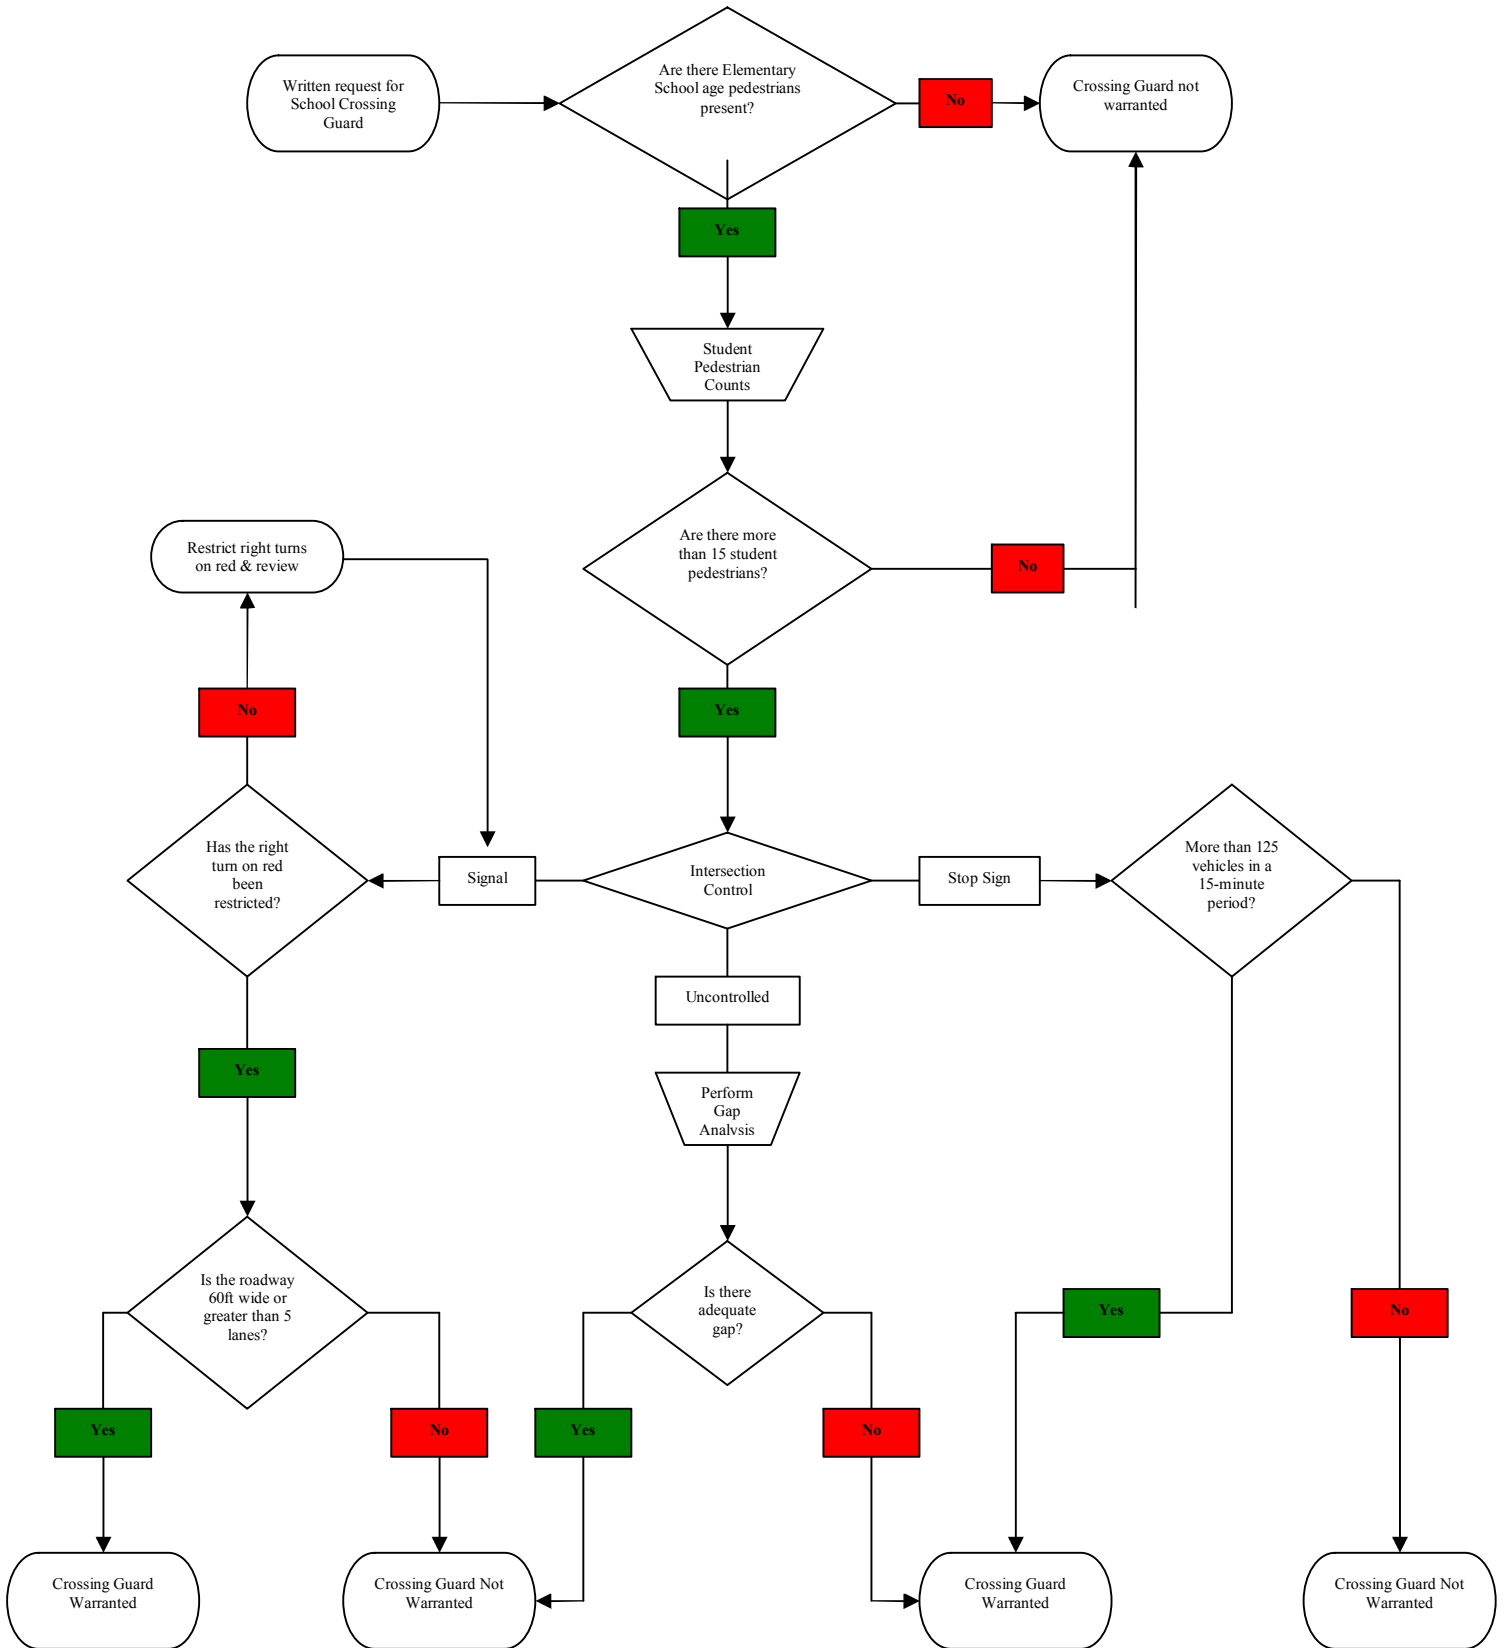 Written request for
School Crossing
Guard
Are there Elementary
School age pedestrians
present?
No
Crossing Guard not
warranted
Yes
Student
Pedestrian
Counts
Are there more
than 15 student
pedestrians?
No
Restrict right turns
on red & review
No
Yes
Has the right
turn on red
been
restricted?
Signal
Intersection
Control
Stop Sign
More than 125
vehicles in a
15-minute
period?
Uncontrolled
Yes
Perform
Gap
Analysis
Is the roadway
60ft wide or
greater than 5
lanes?
Is there
adequate
gap?
Yes
No
Yes
No
Yes
No
Crossing Guard
Warranted
Crossing Guard Not
Warranted
Crossing Guard
Warranted
Crossing Guard Not
Warranted